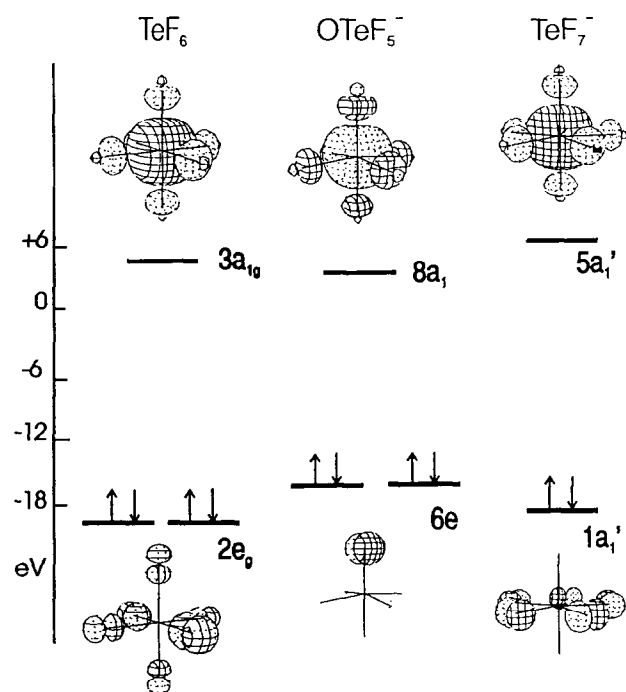 TeF₆ OTeF₅⁻ TeF₇⁻
+6
3a₁g 8a₁ 5a₁'
0
-6
-12
-18
2eg 6e 1a₁'
eV